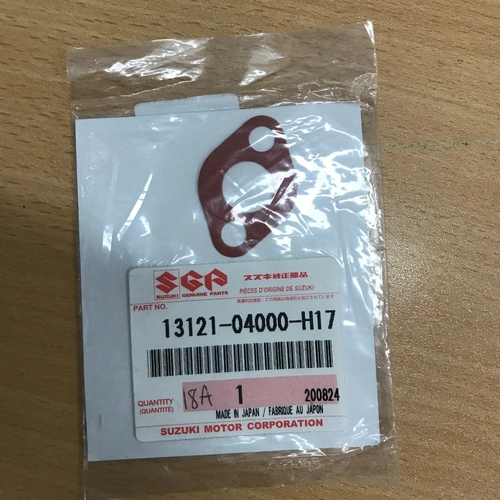 SGP スズキ純正部品
SUZUKI GENUINE PARTS
PIÈCES D'ORIGINE DE SUZUKI
PART NO.
13121-04000-H17
QUANTITY
(QUANTITÉ)
18A 1 200824
MADE IN JAPAN / FABRIQUE AU JAPON
SUZUKI MOTOR CORPORATION